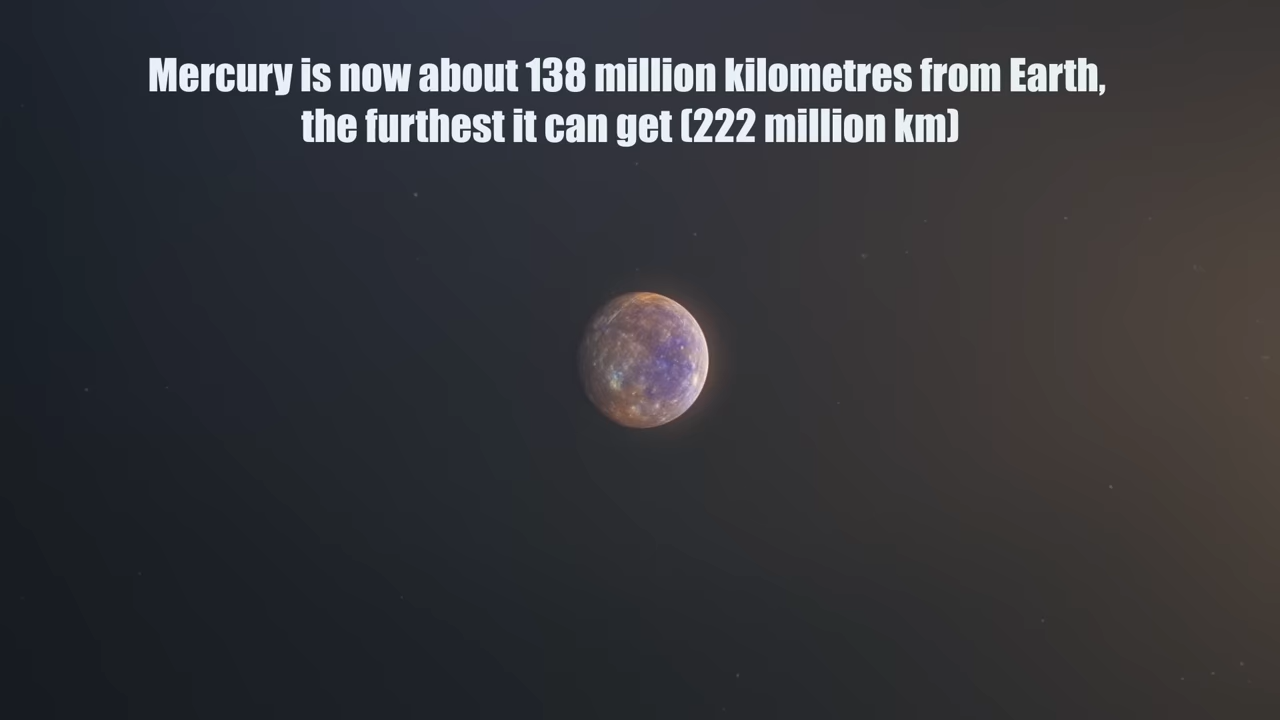 Mercury is now about 138 million kilometres from Earth,
the furthest it can get (222 million km)